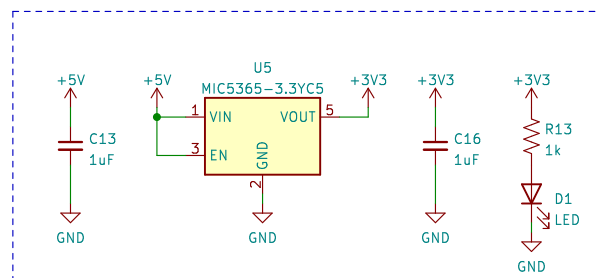 U5
+5V
+5V
MIC5365-3.3YC5
+3V3
+3V3
+3V3
1
VIN
VOUT
5
C13
1uF
3
EN
GND
2
C16
1uF
R13
1k
D1
LED
GND
GND
GND
GND